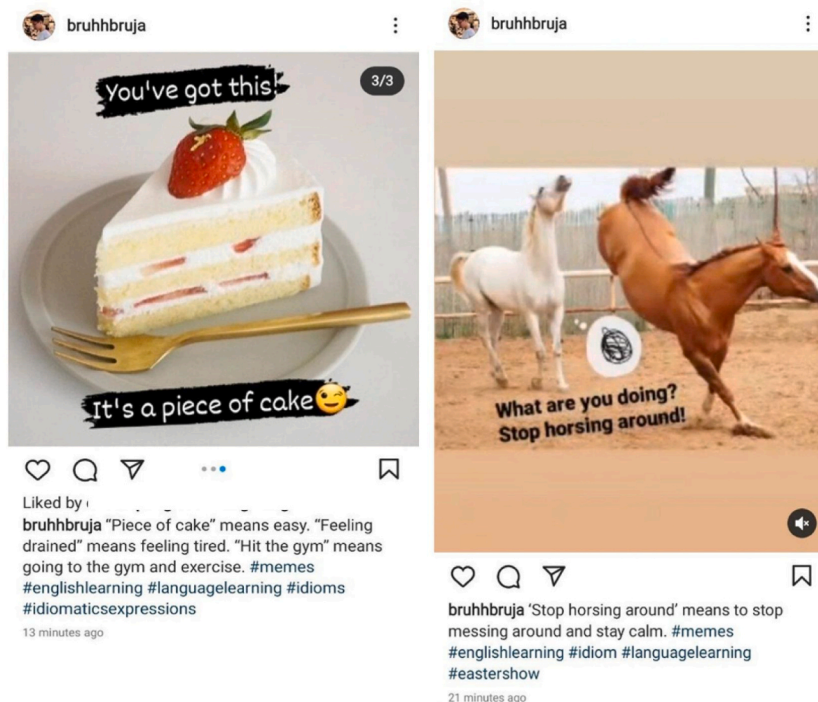 bruhhbruja
You've got this!
3/3
It's a piece of cake😉
Liked by
bruhhbruja “Piece of cake” means easy. “Feeling
drained” means feeling tired. “Hit the gym” means
going to the gym and exercise. #memes
#englishlearning #languagelearning #idioms
#idiomaticsexpressions
13 minutes ago
bruhhbruja
What are you doing?
Stop horsing around!
bruhhbruja ‘Stop horsing around’ means to stop
messing around and stay calm. #memes
#englishlearning #idiom #languagelearning
#eastershow
21 minutes ago